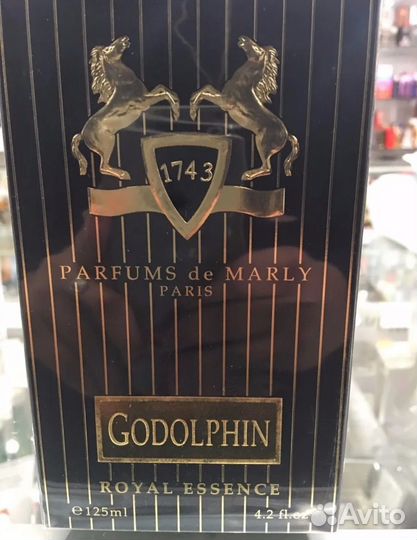 1743
PARFUMS de MARLY
PARIS
GODOLPHIN
ROYAL ESSENCE
e125ml 4.2 fl.oz
Avito